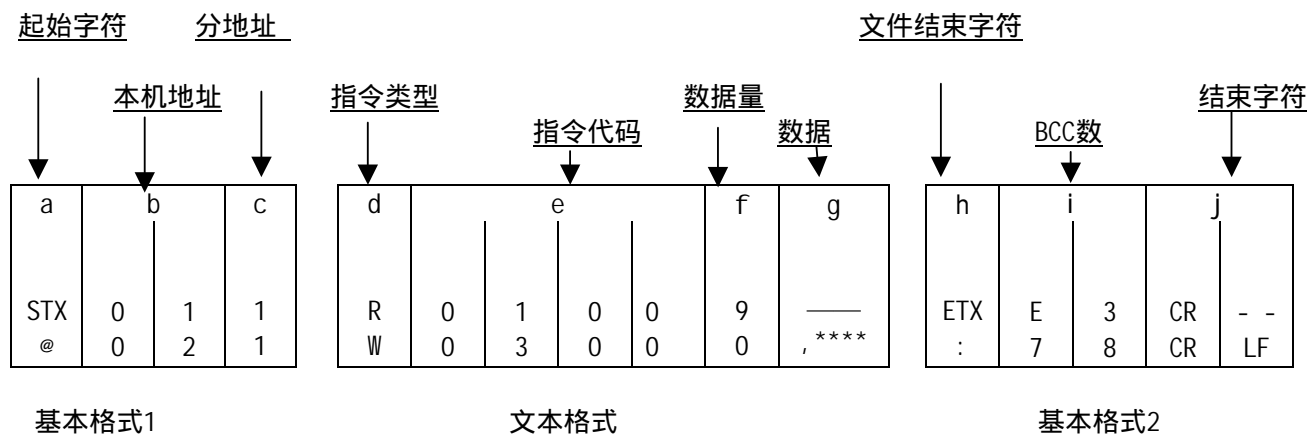 起始字符 分地址 文件结束字符
本机地址 指令类型 数据量 结束字符
指令代码 数据 BCC数
a b c d e f g h i j
STX 0 1 1 R 0 1 0 0 9 —— ETX E 3 CR - -
@ 0 2 1 W 0 3 0 0 0 ,**** : 7 8 CR LF
基本格式1 文本格式 基本格式2